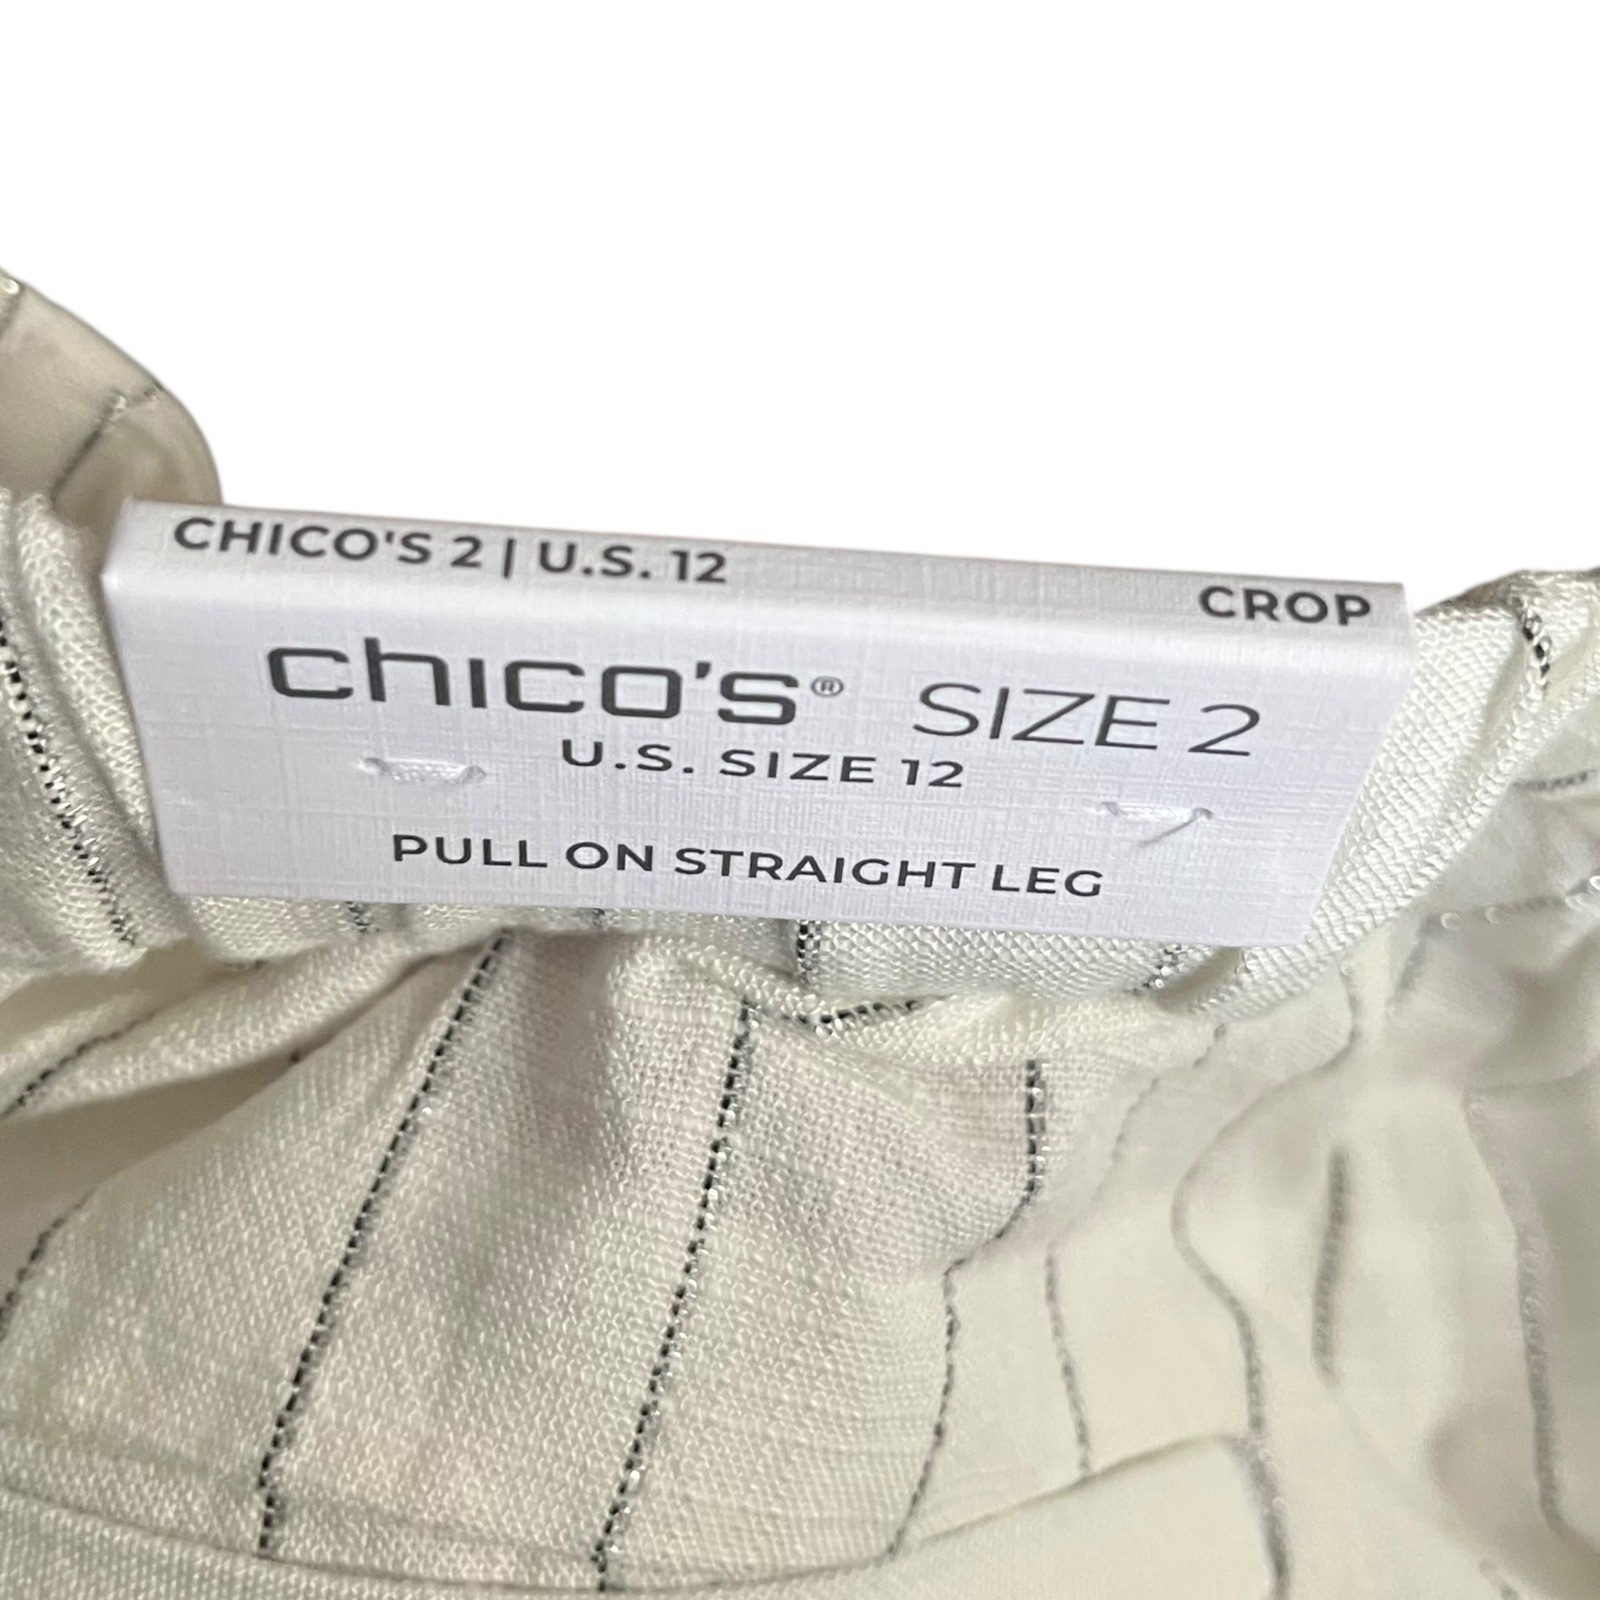 CHICO'S 2 | U.S. 12
CROP
chico's® SIZE 2
U.S. SIZE 12
PULL ON STRAIGHT LEG